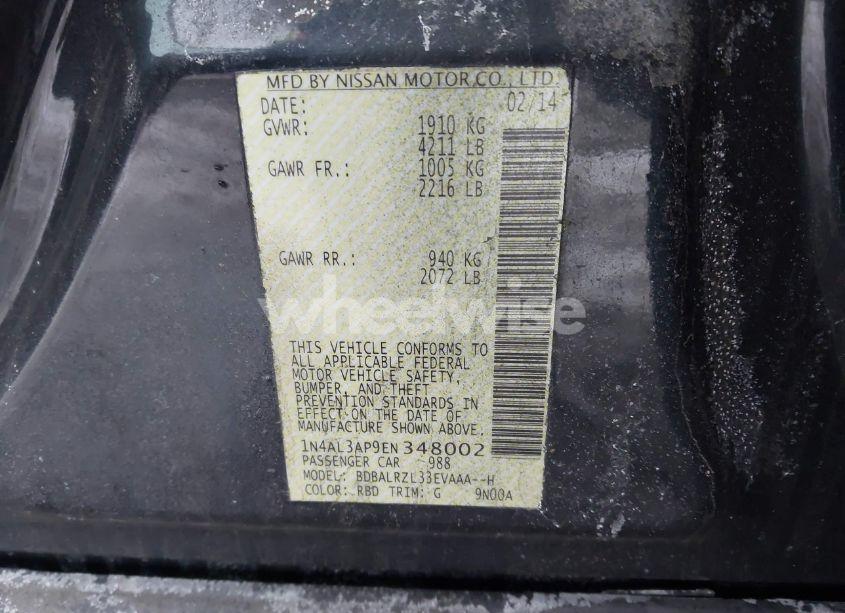 MFD BY NISSAN MOTOR CO., LTD.
DATE: 02/14
GVWR: 1910 KG
4211 LB
GAWR FR.: 1005 KG
2216 LB
GAWR RR.: 940 KG
2072 LB
wheelwise
THIS VEHICLE CONFORMS TO
ALL APPLICABLE FEDERAL
MOTOR VEHICLE SAFETY,
BUMPER, AND THEFT
PREVENTION STANDARDS IN
EFFECT ON THE DATE OF
MANUFACTURE SHOWN ABOVE.
1N4AL3AP9EN348002
PASSENGER CAR 988
MODEL: BDBALRZL33EVAAA--H
COLOR: RBD TRIM: G 9N00A